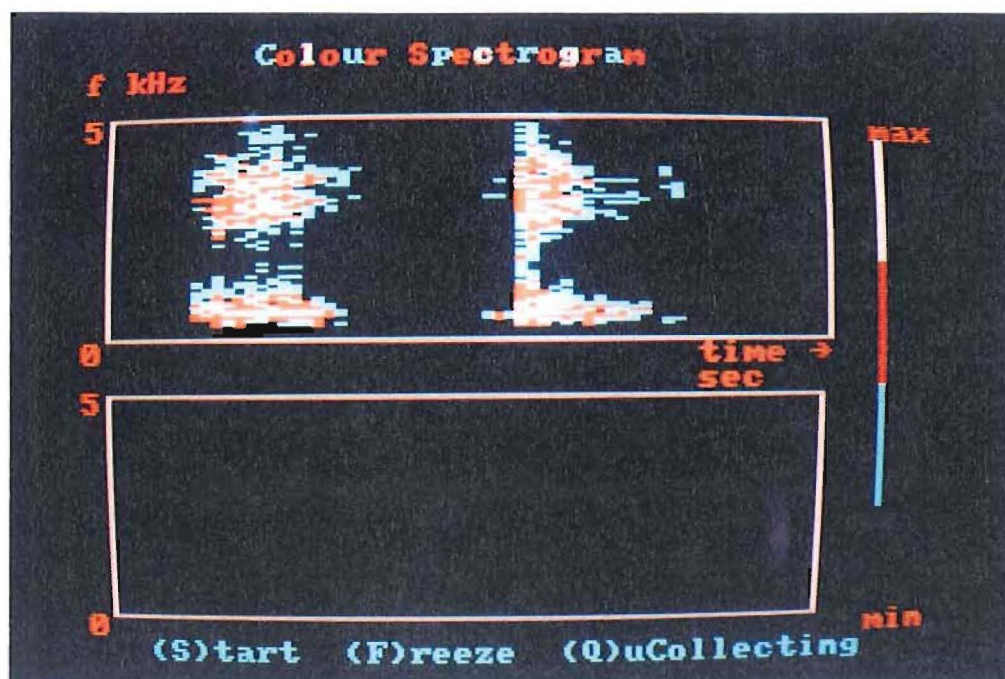 Colour Spectrogram
f kHz
5
max
0
time →
sec
5
0
min
(S)tart (F)reeze (Q)uCollecting